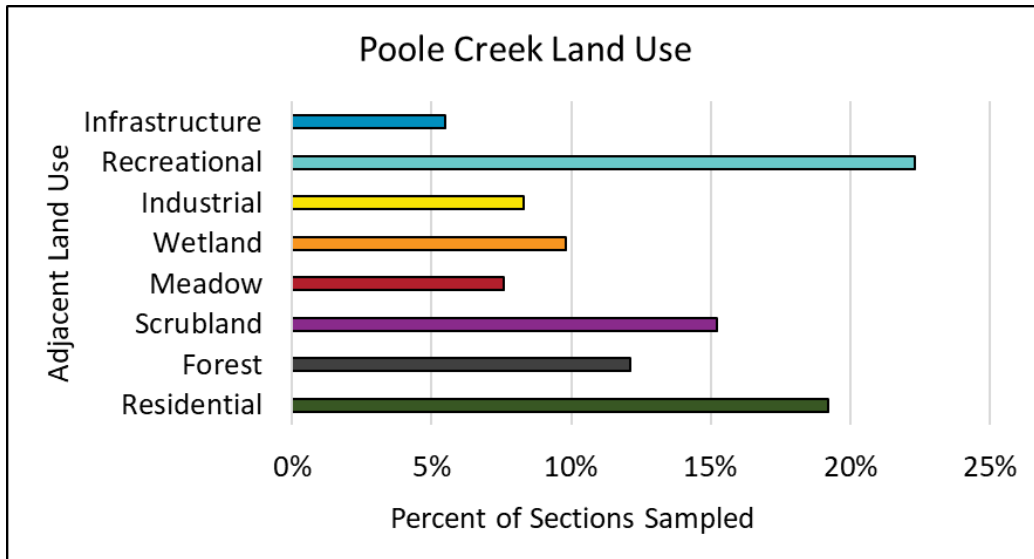 Poole Creek Land Use
Adjacent Land Use
Infrastructure
Recreational
Industrial
Wetland
Meadow
Scrubland
Forest
Residential
0% 5% 10% 15% 20% 25%
Percent of Sections Sampled